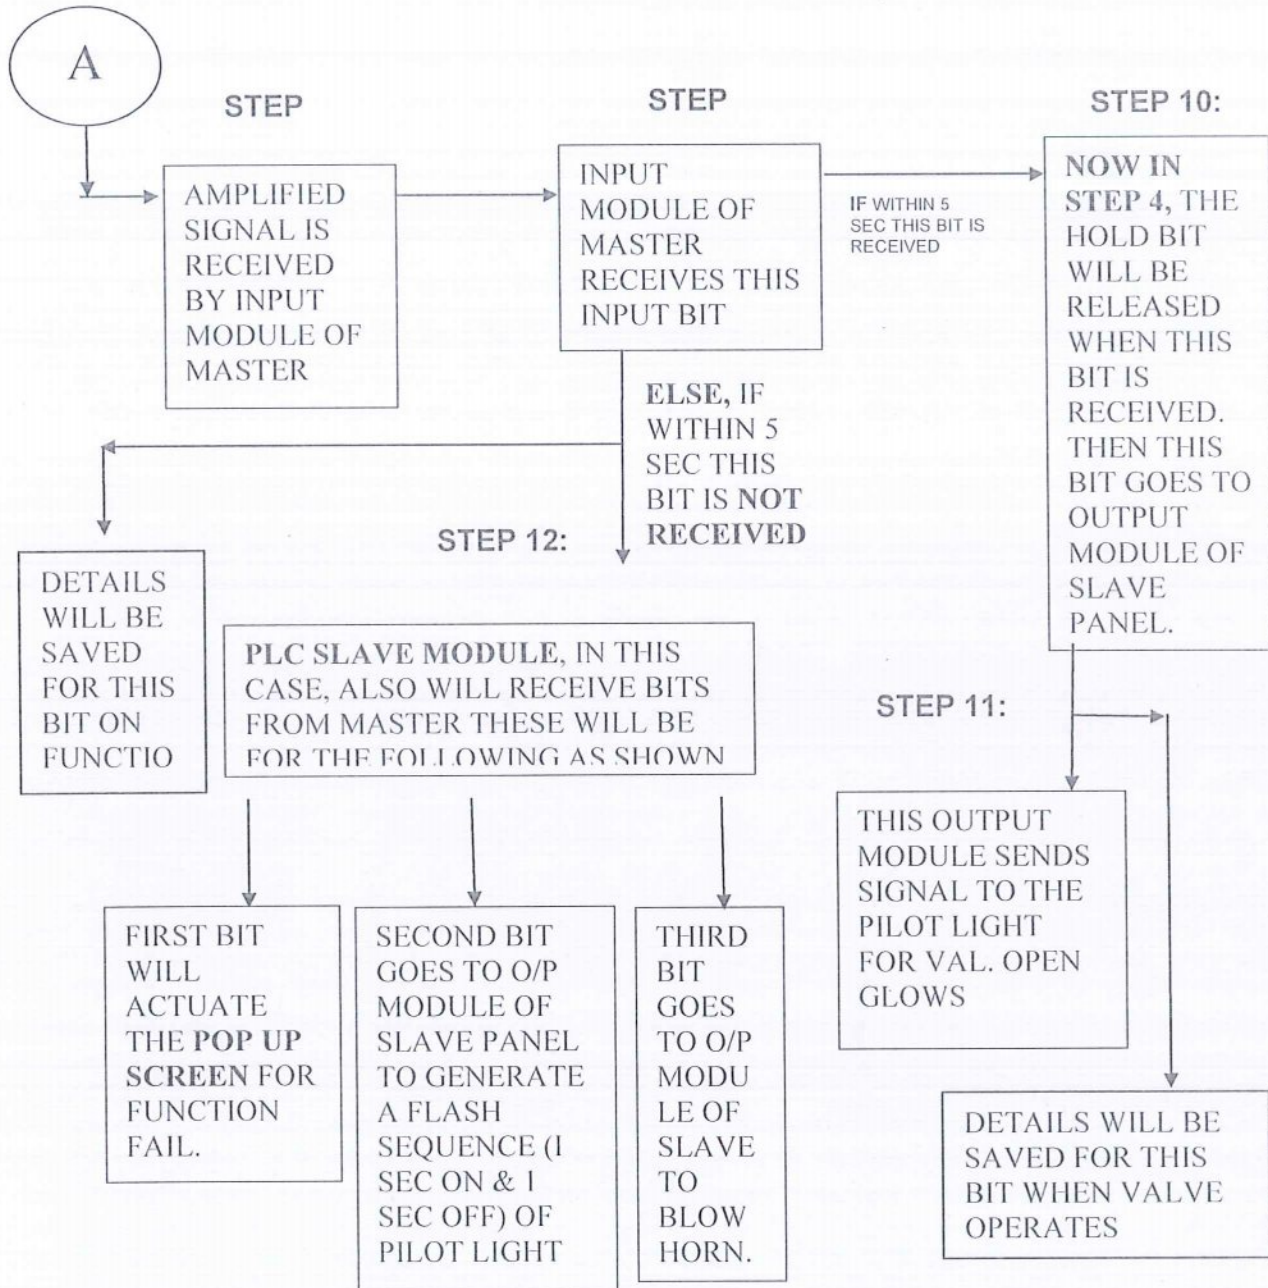 A
STEP
STEP
STEP 10:
AMPLIFIED
SIGNAL IS
RECEIVED
BY INPUT
MODULE OF
MASTER
INPUT
MODULE OF
MASTER
RECEIVES THIS
INPUT BIT
IF WITHIN 5
SEC THIS BIT IS
RECEIVED
NOW IN
STEP 4, THE
HOLD BIT
WILL BE
RELEASED
WHEN THIS
BIT IS
RECEIVED.
THEN THIS
BIT GOES TO
OUTPUT
MODULE OF
SLAVE
PANEL.
ELSE, IF
WITHIN 5
SEC THIS
BIT IS NOT
RECEIVED
STEP 12:
DETAILS
WILL BE
SAVED
FOR THIS
BIT ON
FUNCTIO
PLC SLAVE MODULE, IN THIS
CASE, ALSO WILL RECEIVE BITS
FROM MASTER THESE WILL BE
FOR THE FOLLOWING AS SHOWN
STEP 11:
THIS OUTPUT
MODULE SENDS
SIGNAL TO THE
PILOT LIGHT
FOR VAL. OPEN
GLOWS
FIRST BIT
WILL
ACTUATE
THE POP UP
SCREEN FOR
FUNCTION
FAIL.
SECOND BIT
GOES TO O/P
MODULE OF
SLAVE PANEL
TO GENERATE
A FLASH
SEQUENCE (I
SEC ON & I
SEC OFF) OF
PILOT LIGHT
THIRD
BIT
GOES
TO O/P
MODU
LE OF
SLAVE
TO
BLOW
HORN.
DETAILS WILL BE
SAVED FOR THIS
BIT WHEN VALVE
OPERATES